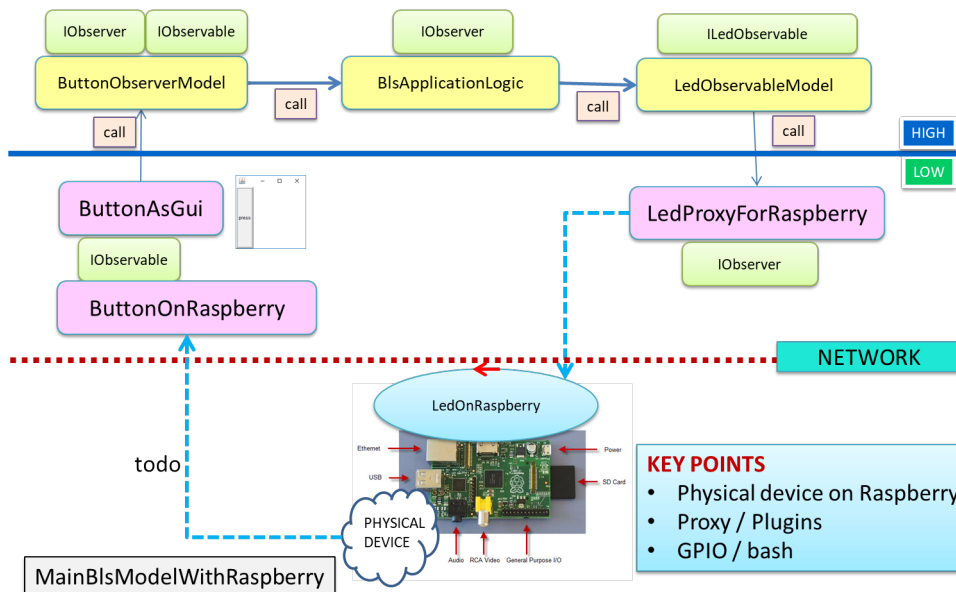 IObserver
IObservable
IObserver
ILedObservable
ButtonObserverModel
BlsApplicationLogic
LedObservableModel
call
call
call
call
HIGH
LOW
ButtonAsGui
press
LedProxyForRaspberry
IObservable
IObserver
ButtonOnRaspberry
NETWORK
LedOnRaspberry
Ethernet
Power
todo
USB
SD Card
KEY POINTS
• Physical device on Raspberry
• Proxy / Plugins
• GPIO / bash
PHYSICAL
DEVICE
Audio
RCA Video
General Purpose I/O
MainBlsModelWithRaspberry